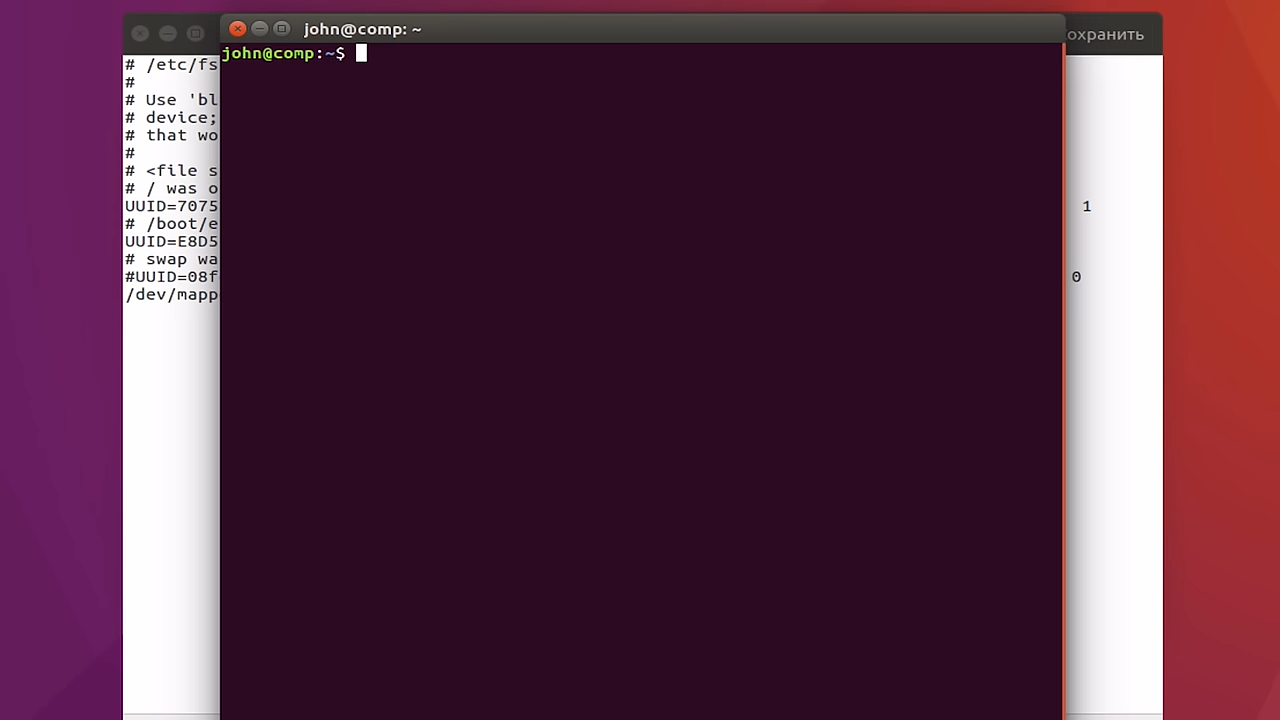 john@comp: ~
охранить
john@comp:~$
# /etc/fs
#
# Use 'bl
# device;
# that wo
#
# <file s
# / was o
UUID=7075 1
# /boot/e
UUID=E8D5
# swap wa
#UUID=08f 0
/dev/mapp